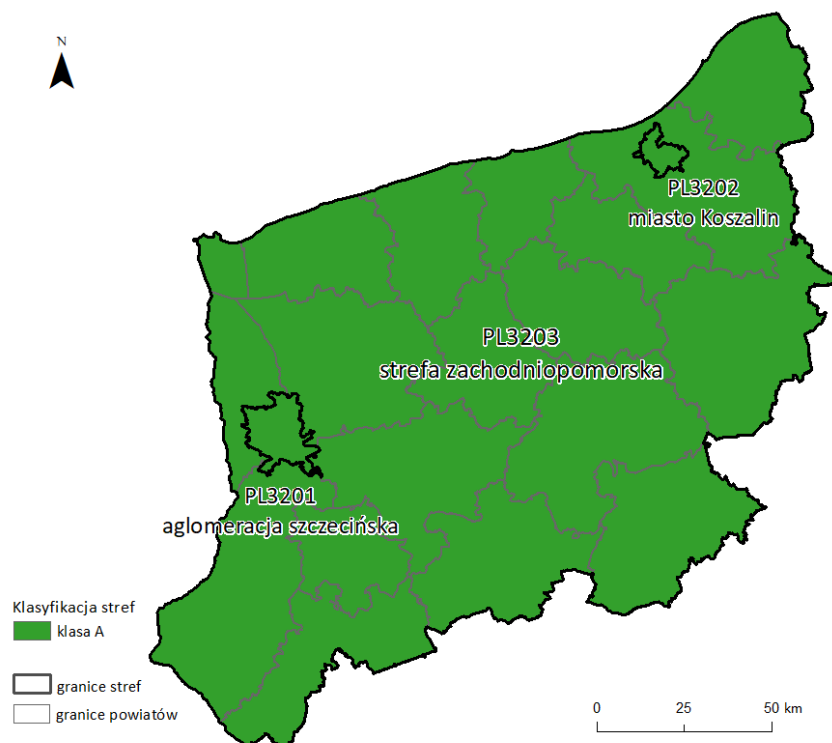 N
PL3202
miasto Koszalin
PL3203
strefa zachodniopomorska
PL3201
aglomeracja szczecińska
Klasyfikacja stref
klasa A
granice stref
granice powiatów
0 25 50 km